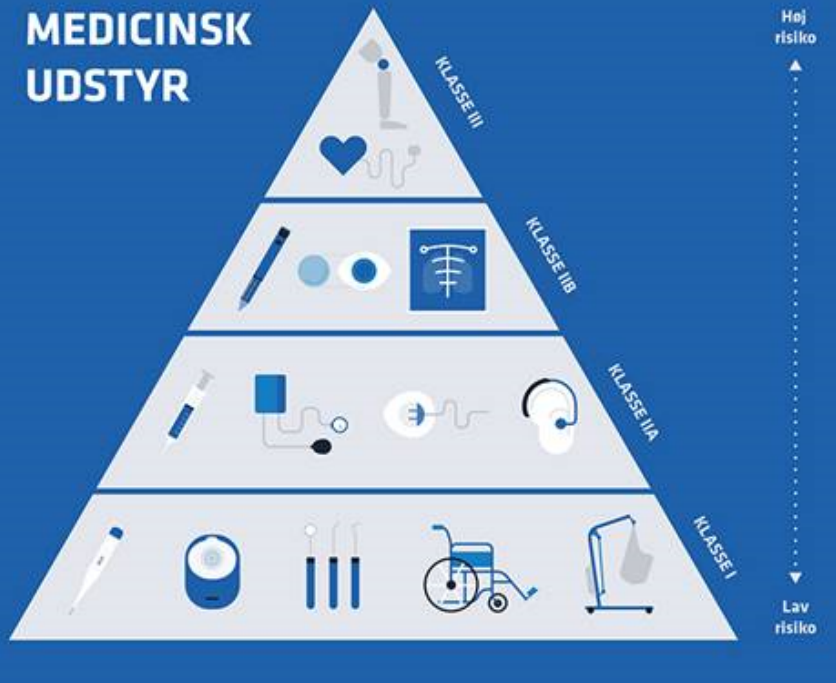 MEDICINSK
UDSTYR
Høj
risiko
KLASSE III
KLASSE IIB
KLASSE IIA
KLASSE I
Lav
risiko